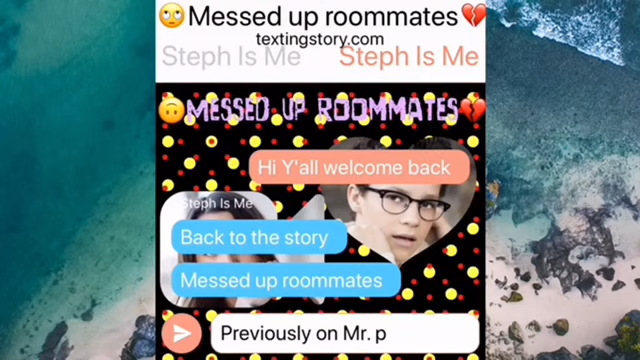 🙄Messed up roommates💔
textingstory.com
Steph Is Me Steph Is Me
🙃MESSED UP ROOMMATES💔
Hi Y'all welcome back
Steph Is Me
Back to the story
Messed up roommates
Previously on Mr. p